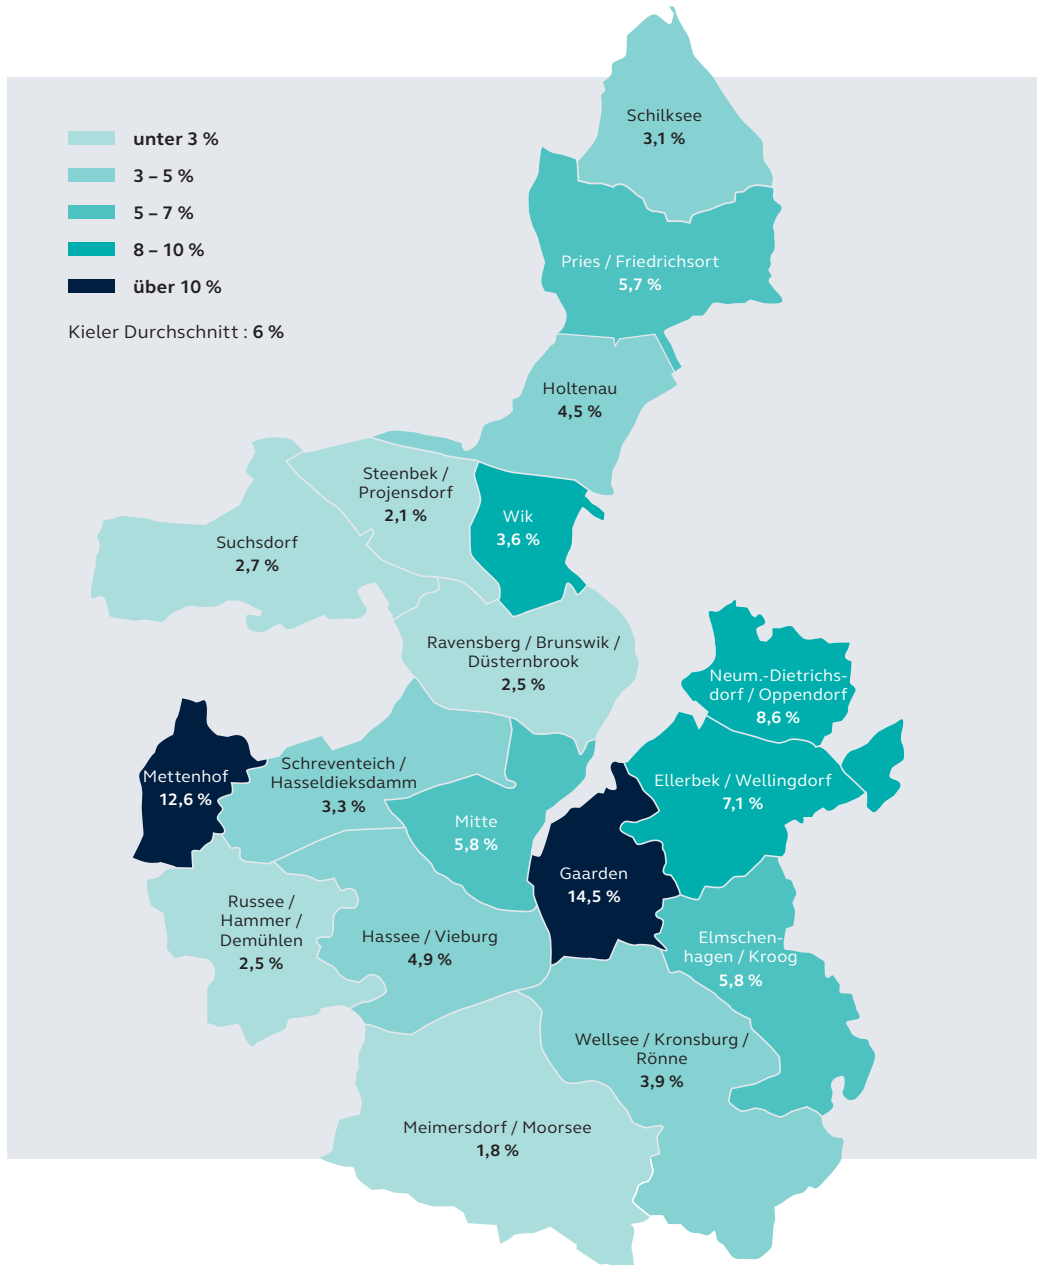 unter 3 %
3 – 5 %
5 – 7 %
8 – 10 %
über 10 %
Kieler Durchschnitt : 6 %
Schilksee
3,1 %
Pries / Friedrichsort
5,7 %
Holtenau
4,5 %
Steenbek /
Projensdorf
2,1 %
Wik
3,6 %
Suchsdorf
2,7 %
Ravensberg / Brunswik /
Düsternbrook
2,5 %
Neum.-Dietrichs-
dorf / Oppendorf
8,6 %
Mettenhof
12,6 %
Schreventeich /
Hasseldieksdamm
3,3 %
Ellerbek / Wellingdorf
7,1 %
Mitte
5,8 %
Gaarden
14,5 %
Russee /
Hammer /
Demühlen
2,5 %
Hassee / Vieburg
4,9 %
Elmschen-
hagen / Kroog
5,8 %
Wellsee / Kronsburg /
Rönne
3,9 %
Meimersdorf / Moorsee
1,8 %